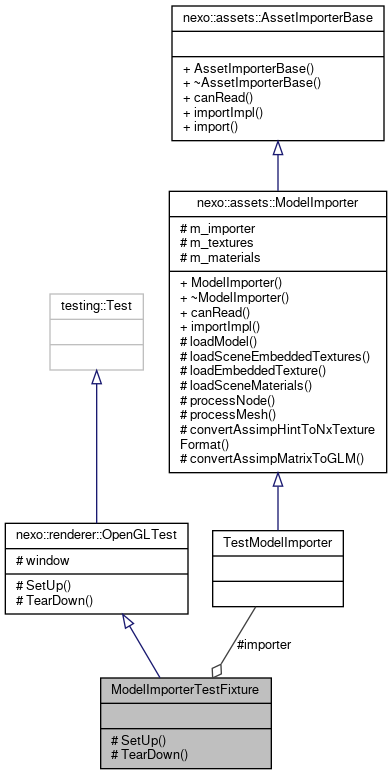 nexo::assets::AssetImporterBase
+ AssetImporterBase()
+ ~AssetImporterBase()
+ canRead()
+ importImpl()
+ import()
nexo::assets::ModelImporter
# m_importer
# m_textures
# m_materials
+ ModelImporter()
+ ~ModelImporter()
+ canRead()
+ importImpl()
# loadModel()
# loadSceneEmbeddedTextures()
# loadEmbeddedTexture()
# loadSceneMaterials()
# processNode()
# processMesh()
# convertAssimpHintToNxTexture
Format()
# convertAssimpMatrixToGLM()
testing::Test
nexo::renderer::OpenGLTest
# window
# SetUp()
# TearDown()
TestModelImporter
#importer
ModelImporterTestFixture
# SetUp()
# TearDown()